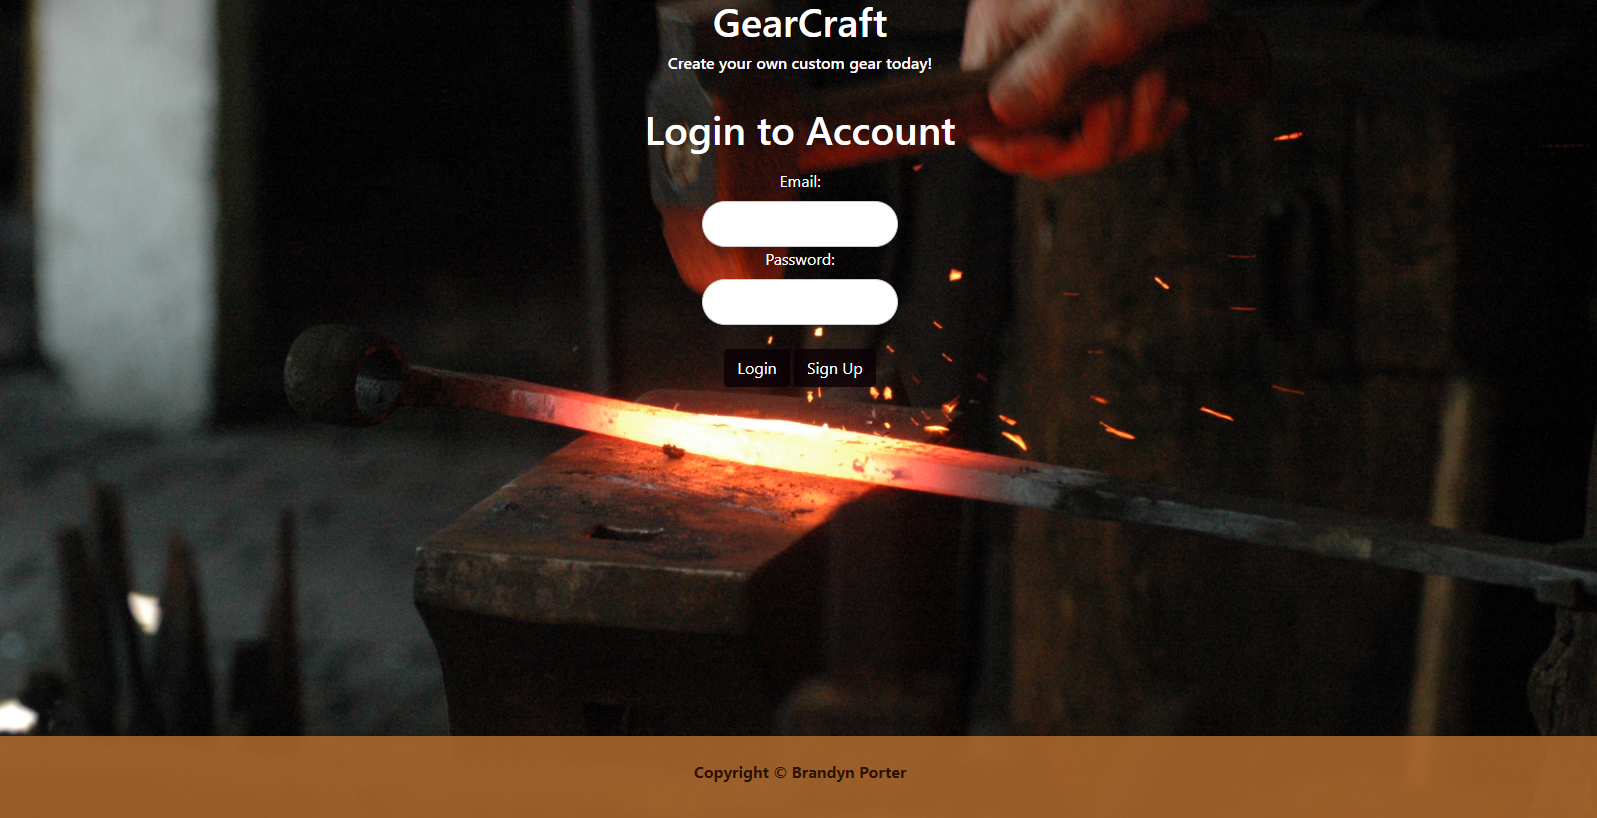 GearCraft
Create your own custom gear today!
Login to Account
Email:
Password:
Login Sign Up
Copyright © Brandyn Porter